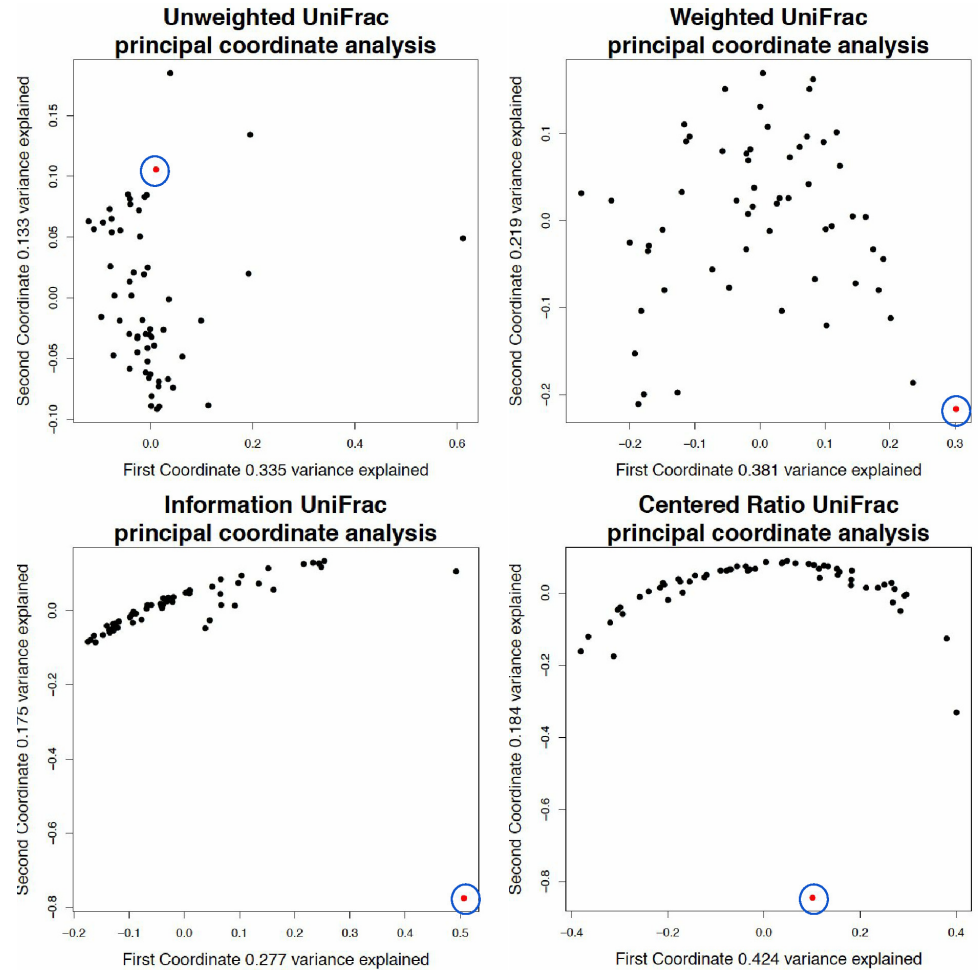 Unweighted UniFrac
principal coordinate analysis
Second Coordinate 0.133 variance explained
0.15
0.10
0.05
0.00
−0.05
−0.10
0.0 0.2 0.4 0.6
First Coordinate 0.335 variance explained
Weighted UniFrac
principal coordinate analysis
Second Coordinate 0.219 variance explained
0.1
0.0
−0.1
−0.2
−0.2 −0.1 0.0 0.1 0.2 0.3
First Coordinate 0.381 variance explained
Information UniFrac
principal coordinate analysis
Second Coordinate 0.175 variance explained
0.0
−0.2
−0.4
−0.6
−0.8
−0.2 −0.1 0.0 0.1 0.2 0.3 0.4 0.5
First Coordinate 0.277 variance explained
Centered Ratio UniFrac
principal coordinate analysis
Second Coordinate 0.184 variance explained
0.0
−0.2
−0.4
−0.6
−0.8
−0.4 −0.2 0.0 0.2 0.4
First Coordinate 0.424 variance explained